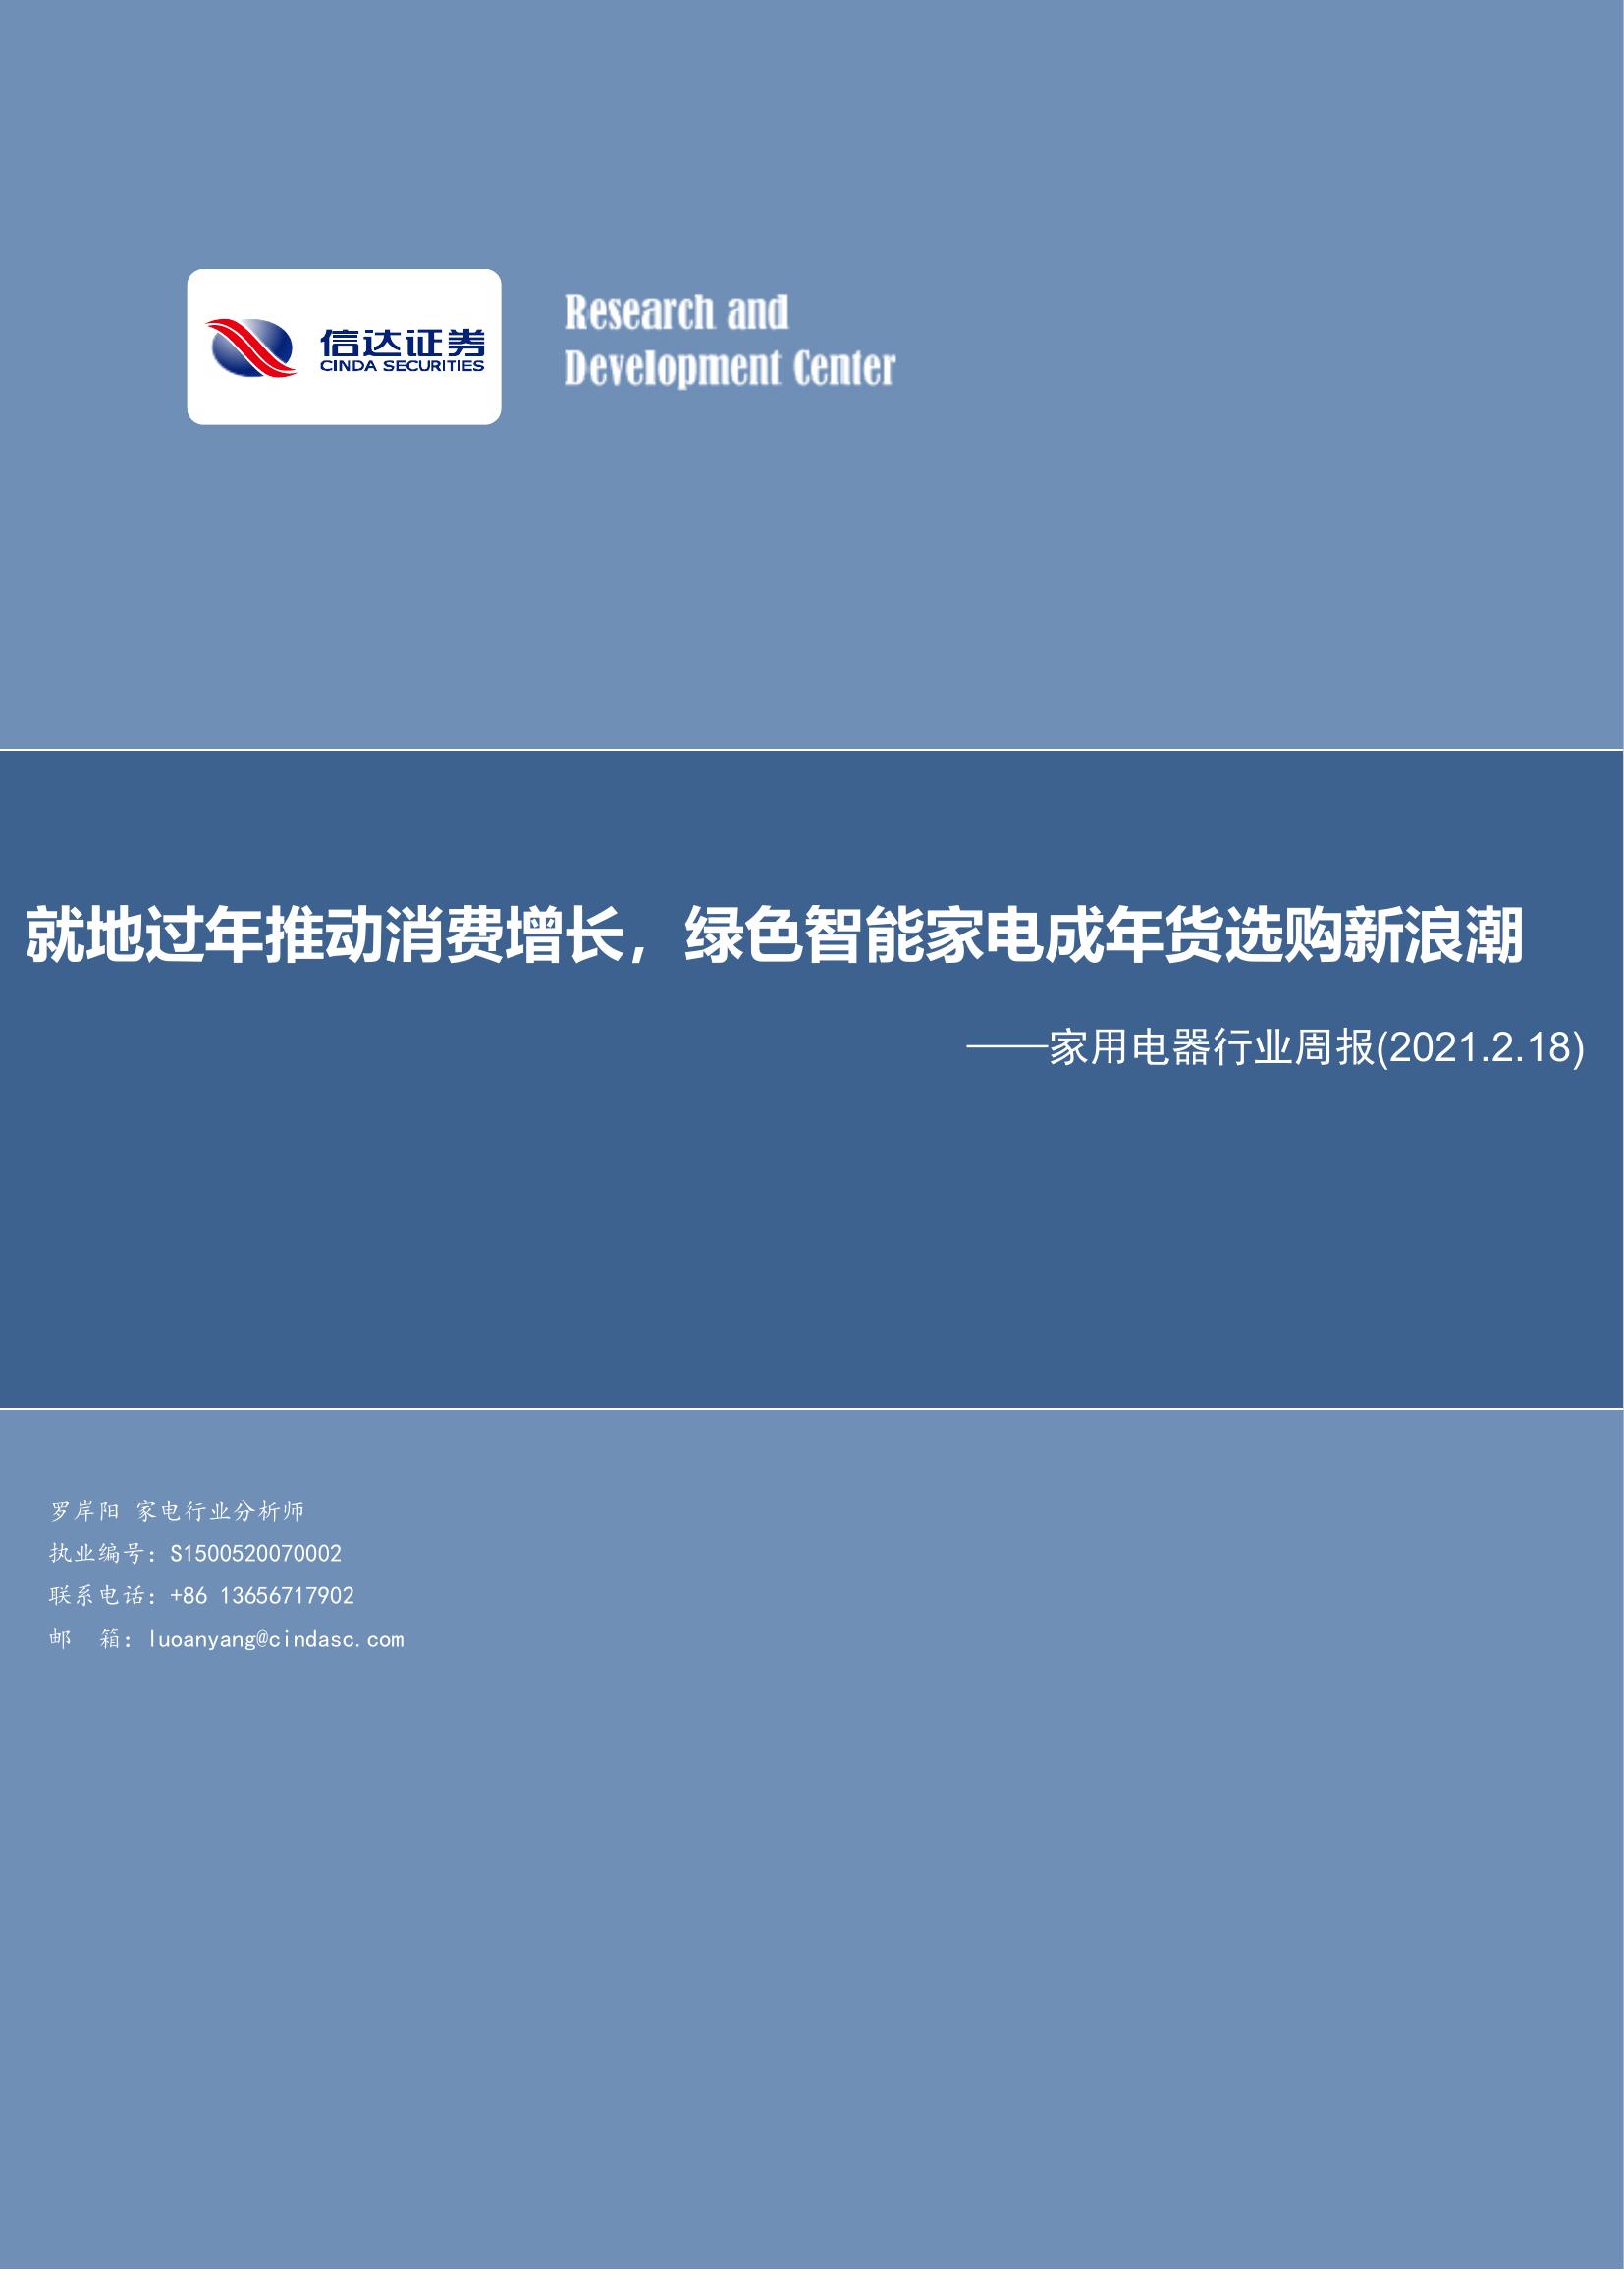 信达证券
CINDA SECURITIES
Research and
Development Center
就地过年推动消费增长，绿色智能家电成年货选购新浪潮
——家用电器行业周报(2021.2.18)
罗岸阳 家电行业分析师
执业编号：S1500520070002
联系电话：+86 13656717902
邮 箱：luoanyang@cindasc.com